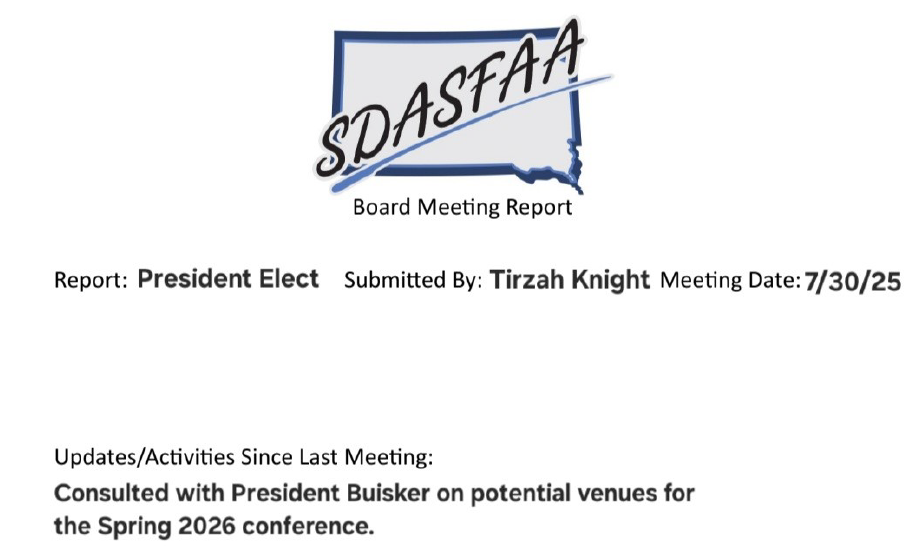 SDASFAA
Board Meeting Report
Report: President Elect Submitted By: Tirzah Knight Meeting Date: 7/30/25
Updates/Activities Since Last Meeting:
Consulted with President Buisker on potential venues for
the Spring 2026 conference.